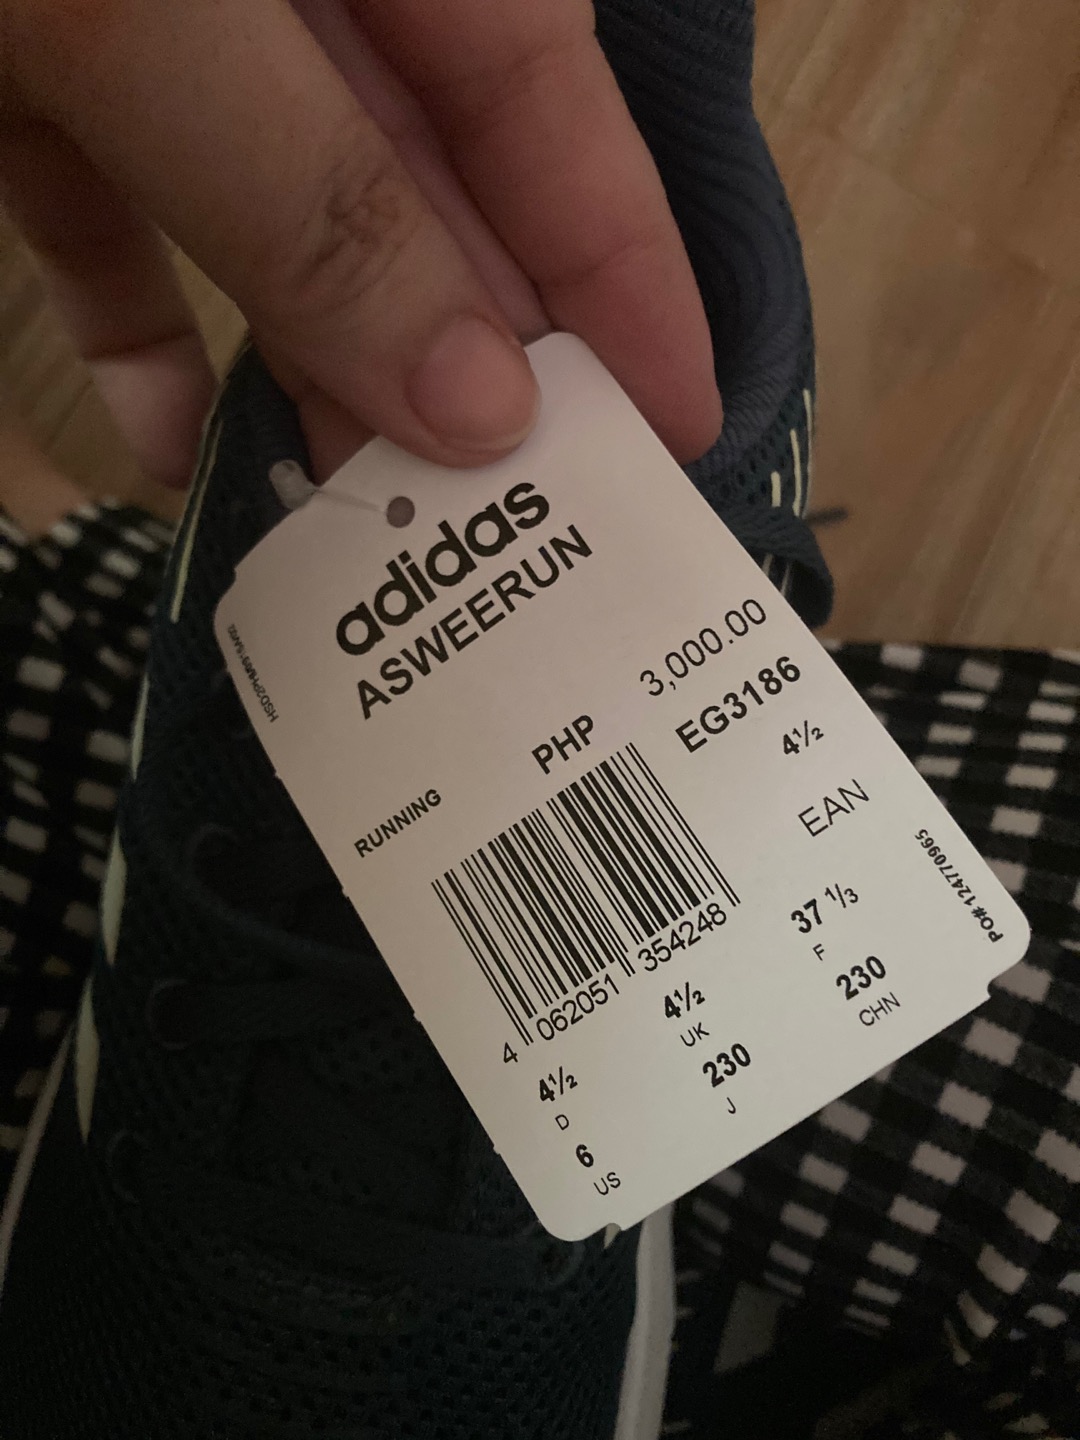 adidas
ASWEERUN
RUNNING
PHP 3,000.00
EG3186
4½
EAN
4 062051 354248
4½ D
4½ UK
37 1/3 F
6 US
230 J
230 CHN
PO# 124770965